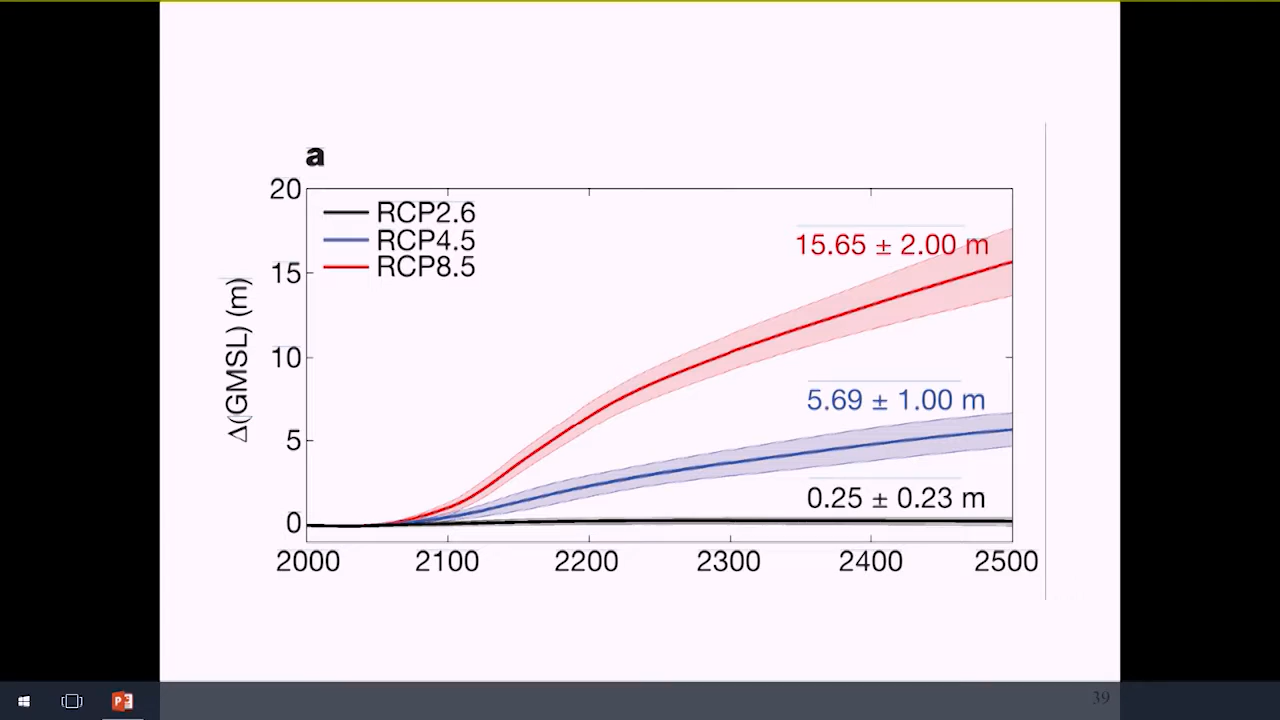 a
20
RCP2.6
RCP4.5
RCP8.5
15.65 ± 2.00 m
15
Δ(GMSL) (m)
10
5.69 ± 1.00 m
5
0.25 ± 0.23 m
0
2000 2100 2200 2300 2400 2500
39